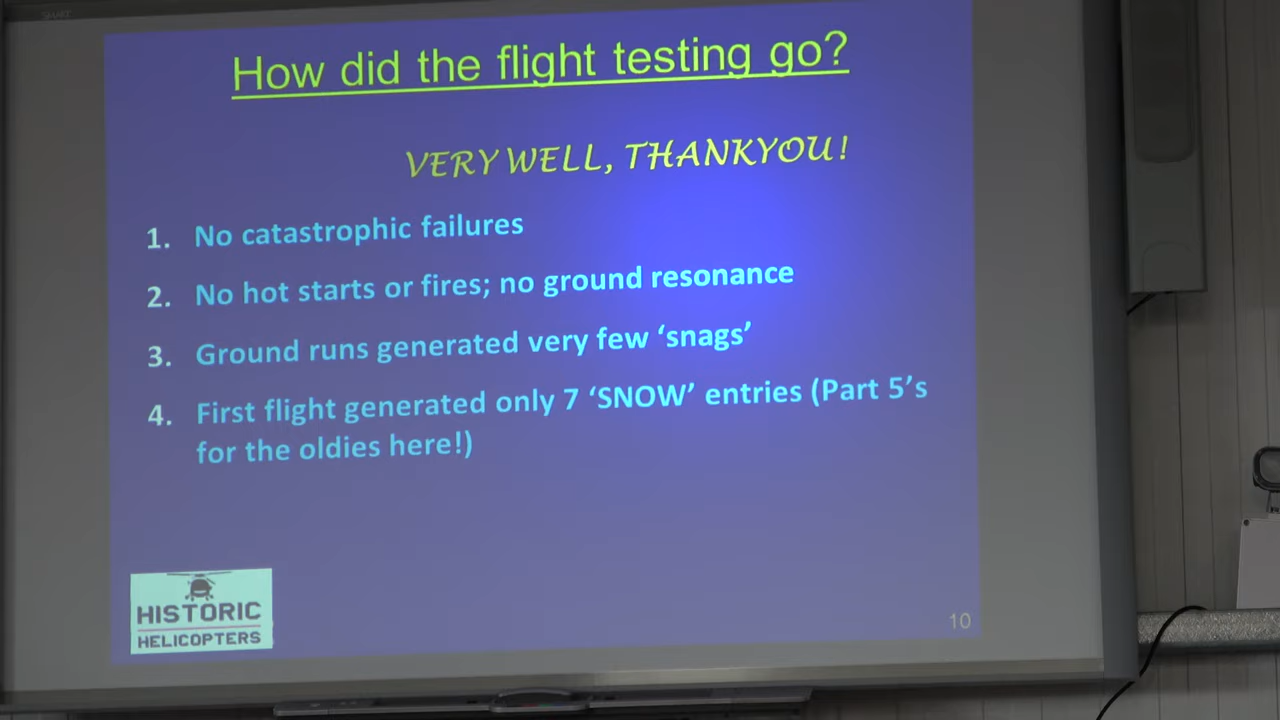 SMART
How did the flight testing go?
VERY WELL, THANKYOU!
1. No catastrophic failures
2. No hot starts or fires; no ground resonance
3. Ground runs generated very few ‘snags’
4. First flight generated only 7 ‘SNOW’ entries (Part 5’s
for the oldies here!)
HISTORIC
HELICOPTERS
10